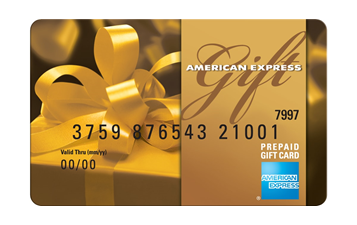 Gift
AMERICAN EXPRESS
7997
3759 876543 21001
Valid Thru (mm/yy)
00/00
PREPAID
GIFT CARD
AMERICAN
EXPRESS
®